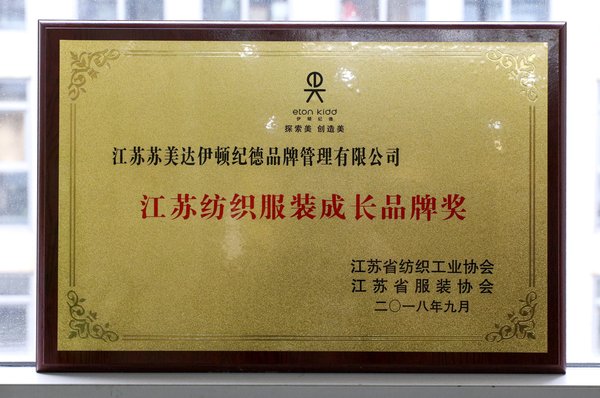 eton kidd
伊顿纪德
探索美 创造美
江苏苏美达伊顿纪德品牌管理有限公司
江苏纺织服装成长品牌奖
江苏省纺织工业协会
江苏省服装协会
二〇一八年九月